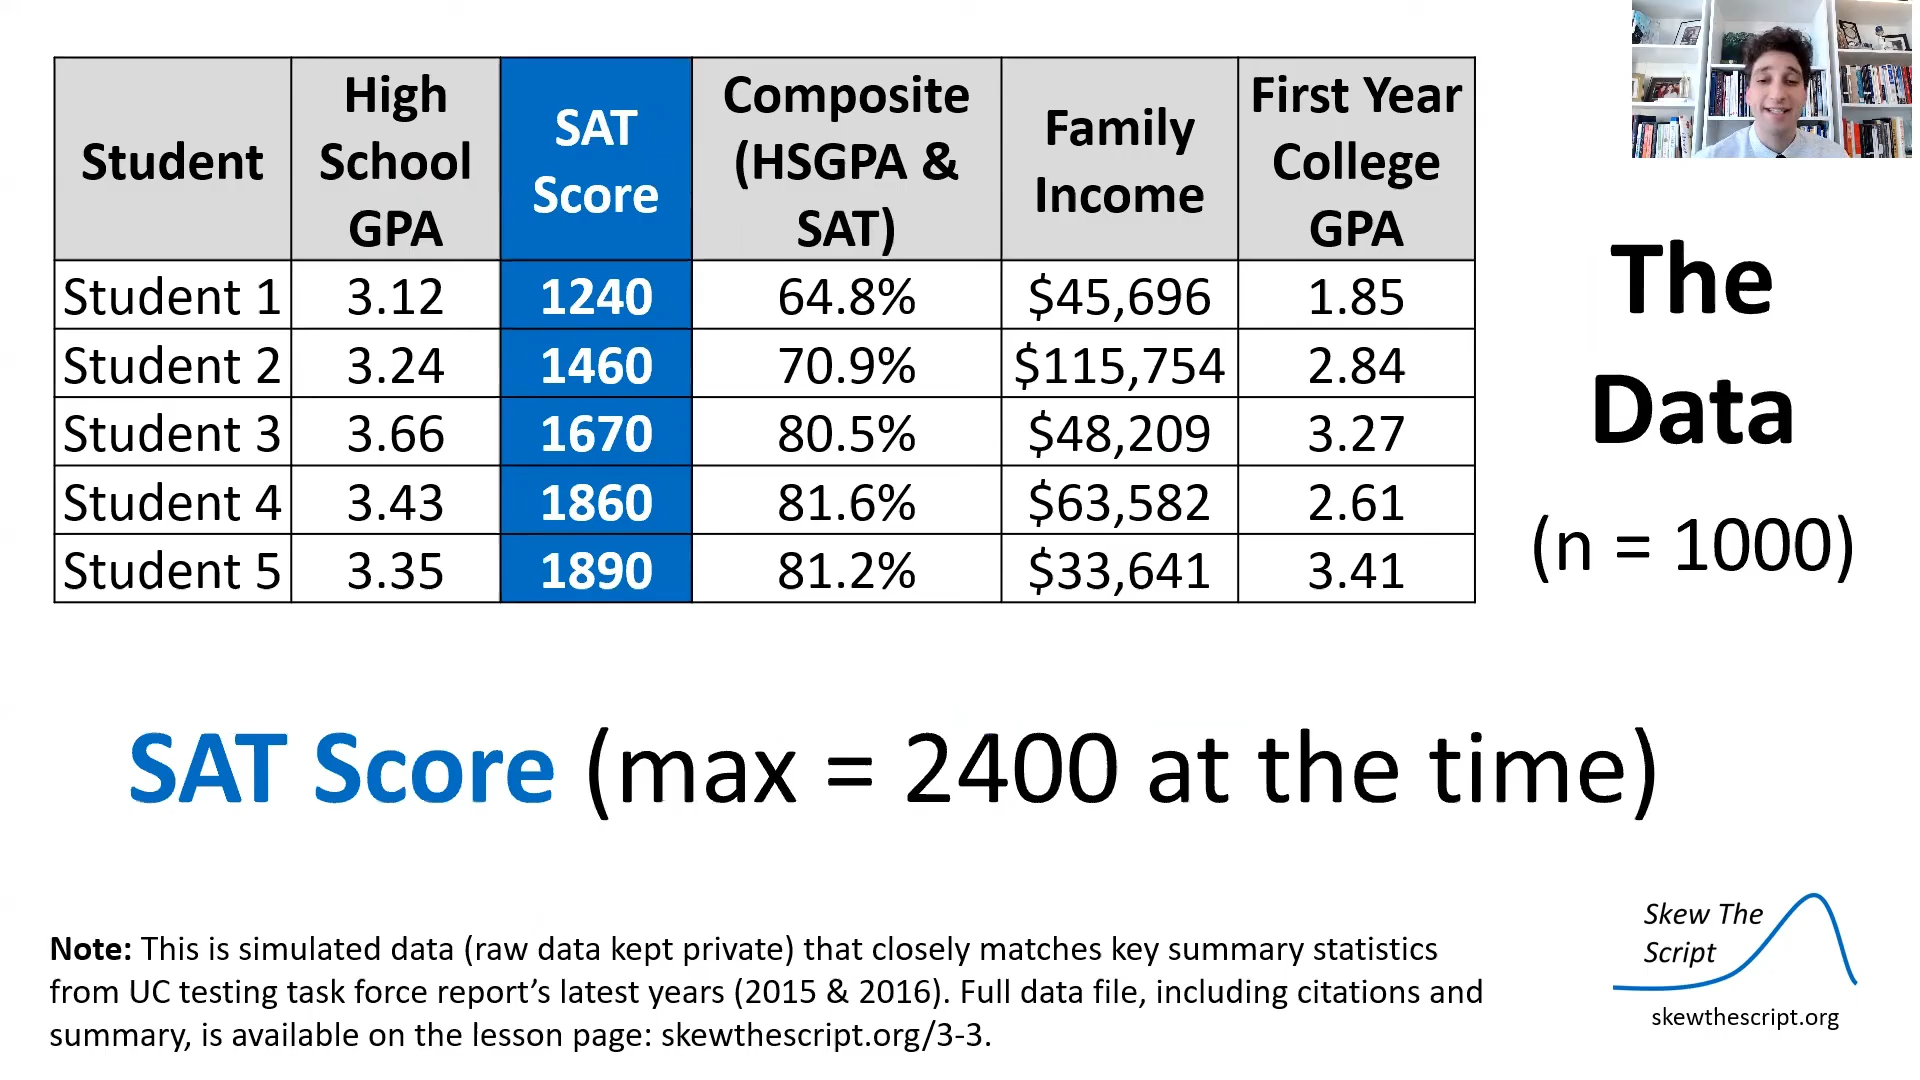 Student
High School GPA
SAT Score
Composite (HSGPA & SAT)
Family Income
First Year College GPA
Student 1 3.12 1240 64.8% $45,696 1.85
Student 2 3.24 1460 70.9% $115,754 2.84
Student 3 3.66 1670 80.5% $48,209 3.27
Student 4 3.43 1860 81.6% $63,582 2.61
Student 5 3.35 1890 81.2% $33,641 3.41
The
Data
(n = 1000)
SAT Score (max = 2400 at the time)
Note: This is simulated data (raw data kept private) that closely matches key summary statistics
from UC testing task force report’s latest years (2015 & 2016). Full data file, including citations and
summary, is available on the lesson page: skewthescript.org/3-3.
Skew The
Script
skewthescript.org